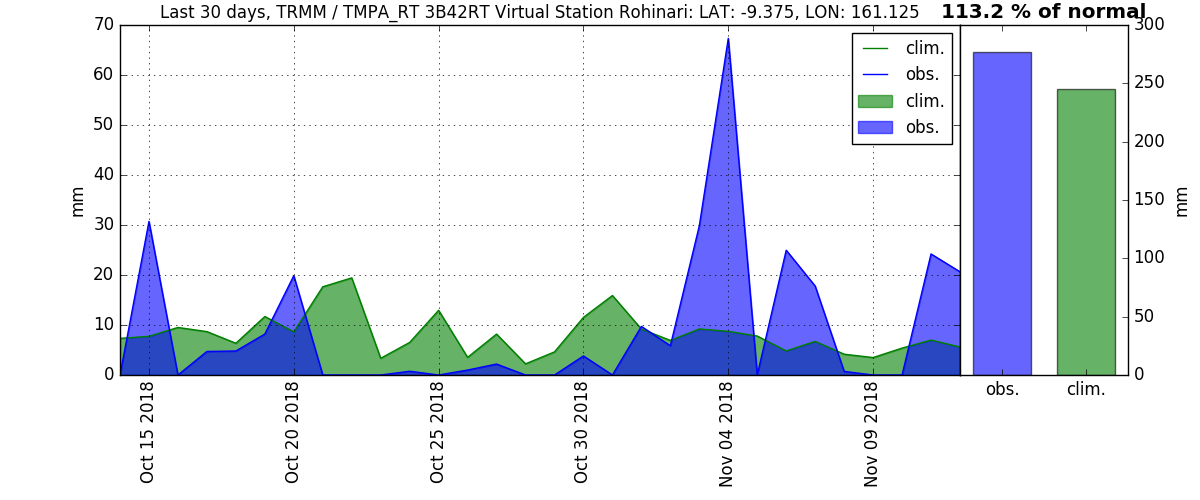 Last 30 days, TRMM / TMPA_RT 3B42RT Virtual Station Rohinari: LAT: -9.375, LON: 161.125
113.2 % of normal
mm
70
60
50
40
30
20
10
0
clim.
obs.
clim.
obs.
Oct 15 2018
Oct 20 2018
Oct 25 2018
Oct 30 2018
Nov 04 2018
Nov 09 2018
300
250
200
150
100
50
0
mm
obs.
clim.